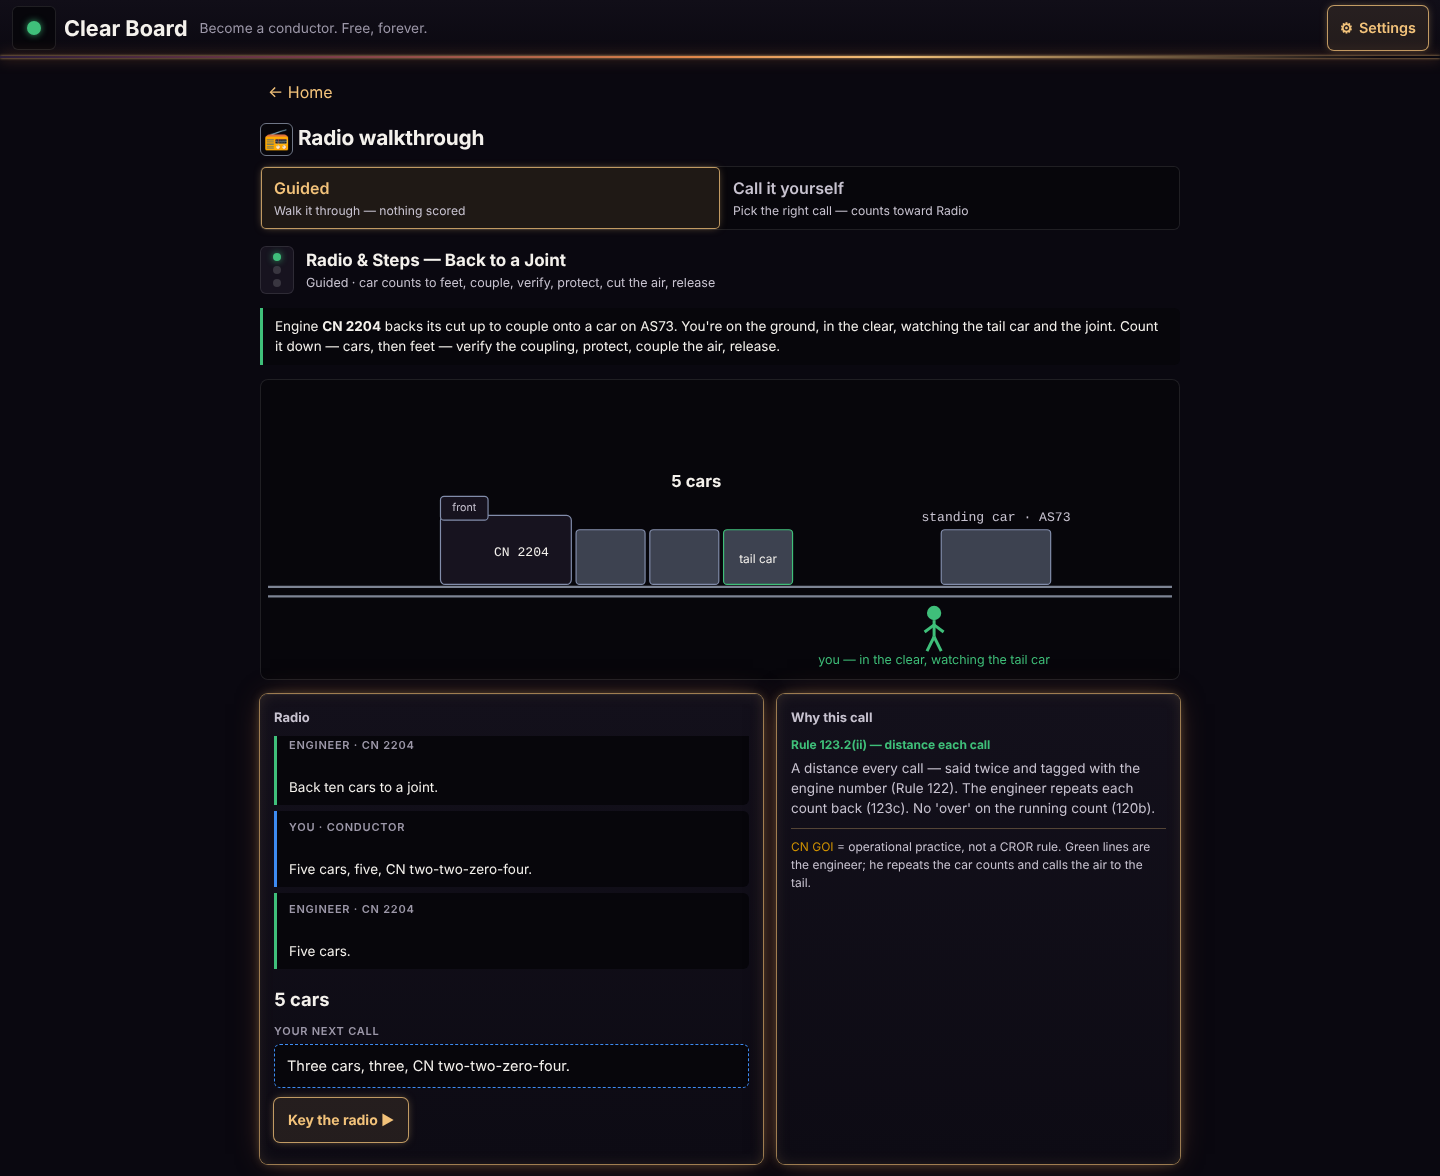 Clear Board
Become a conductor. Free, forever.
⚙ Settings
← Home
Radio walkthrough
Guided
Walk it through — nothing scored
Call it yourself
Pick the right call — counts toward Radio
Radio & Steps — Back to a Joint
Guided · car counts to feet, couple, verify, protect, cut the air, release
Engine CN 2204 backs its cut up to couple onto a car on AS73. You're on the ground, in the clear, watching the tail car and the joint. Count
it down — cars, then feet — verify the coupling, protect, couple the air, release.
5 cars
front
standing car · AS73
CN 2204
tail car
you — in the clear, watching the tail car
Radio
ENGINEER · CN 2204
Back ten cars to a joint.
YOU · CONDUCTOR
Five cars, five, CN two-two-zero-four.
ENGINEER · CN 2204
Five cars.
5 cars
YOUR NEXT CALL
Three cars, three, CN two-two-zero-four.
Key the radio ▶
Why this call
Rule 123.2(ii) — distance each call
A distance every call — said twice and tagged with the
engine number (Rule 122). The engineer repeats each
count back (123c). No 'over' on the running count (120b).
CN GOI = operational practice, not a CROR rule. Green lines are
the engineer; he repeats the car counts and calls the air to the
tail.